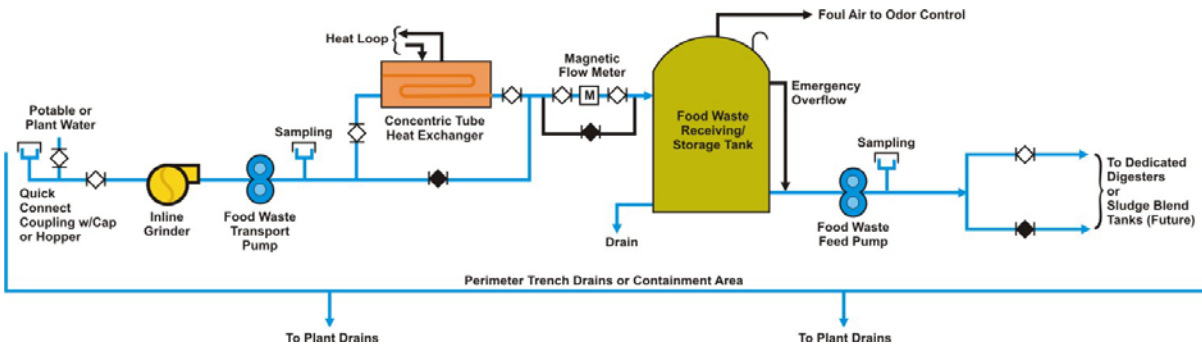 Foul Air to Odor Control
Heat Loop
Magnetic
Flow Meter
Emergency
Overflow
Potable or
Plant Water
Sampling
Concentric Tube
Heat Exchanger
M
Food Waste
Receiving/
Storage Tank
Sampling
Quick
Connect
Coupling w/Cap
or Hopper
Inline
Grinder
Food Waste
Transport
Pump
Drain
Food Waste
Feed Pump
To Dedicated
Digesters
or
Sludge Blend
Tanks (Future)
Perimeter Trench Drains or Containment Area
To Plant Drains
To Plant Drains